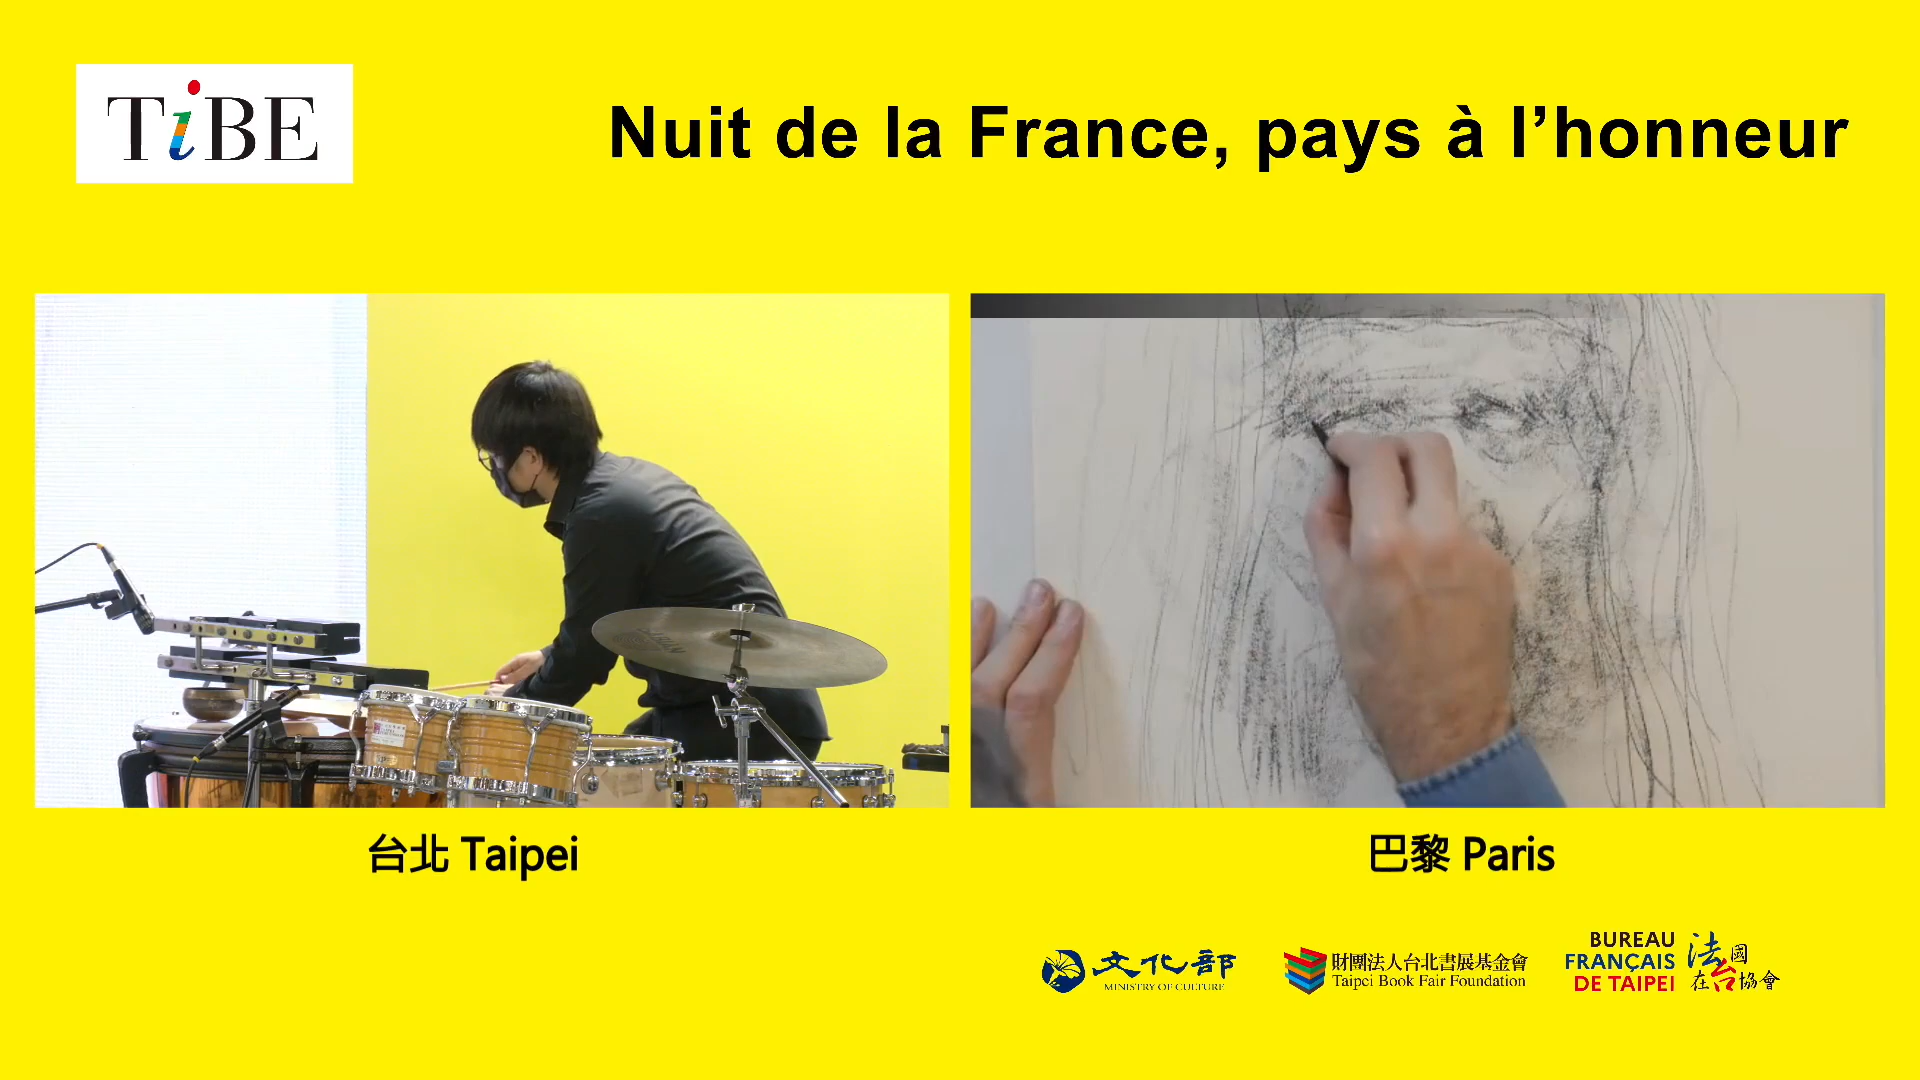 TiBE
Nuit de la France, pays à l’honneur
台北 Taipei
巴黎 Paris
文化部
MINISTRY OF CULTURE
財團法人台北書展基金會
Taipei Book Fair Foundation
BUREAU
FRANÇAIS
DE TAIPEI
法國
在台協會